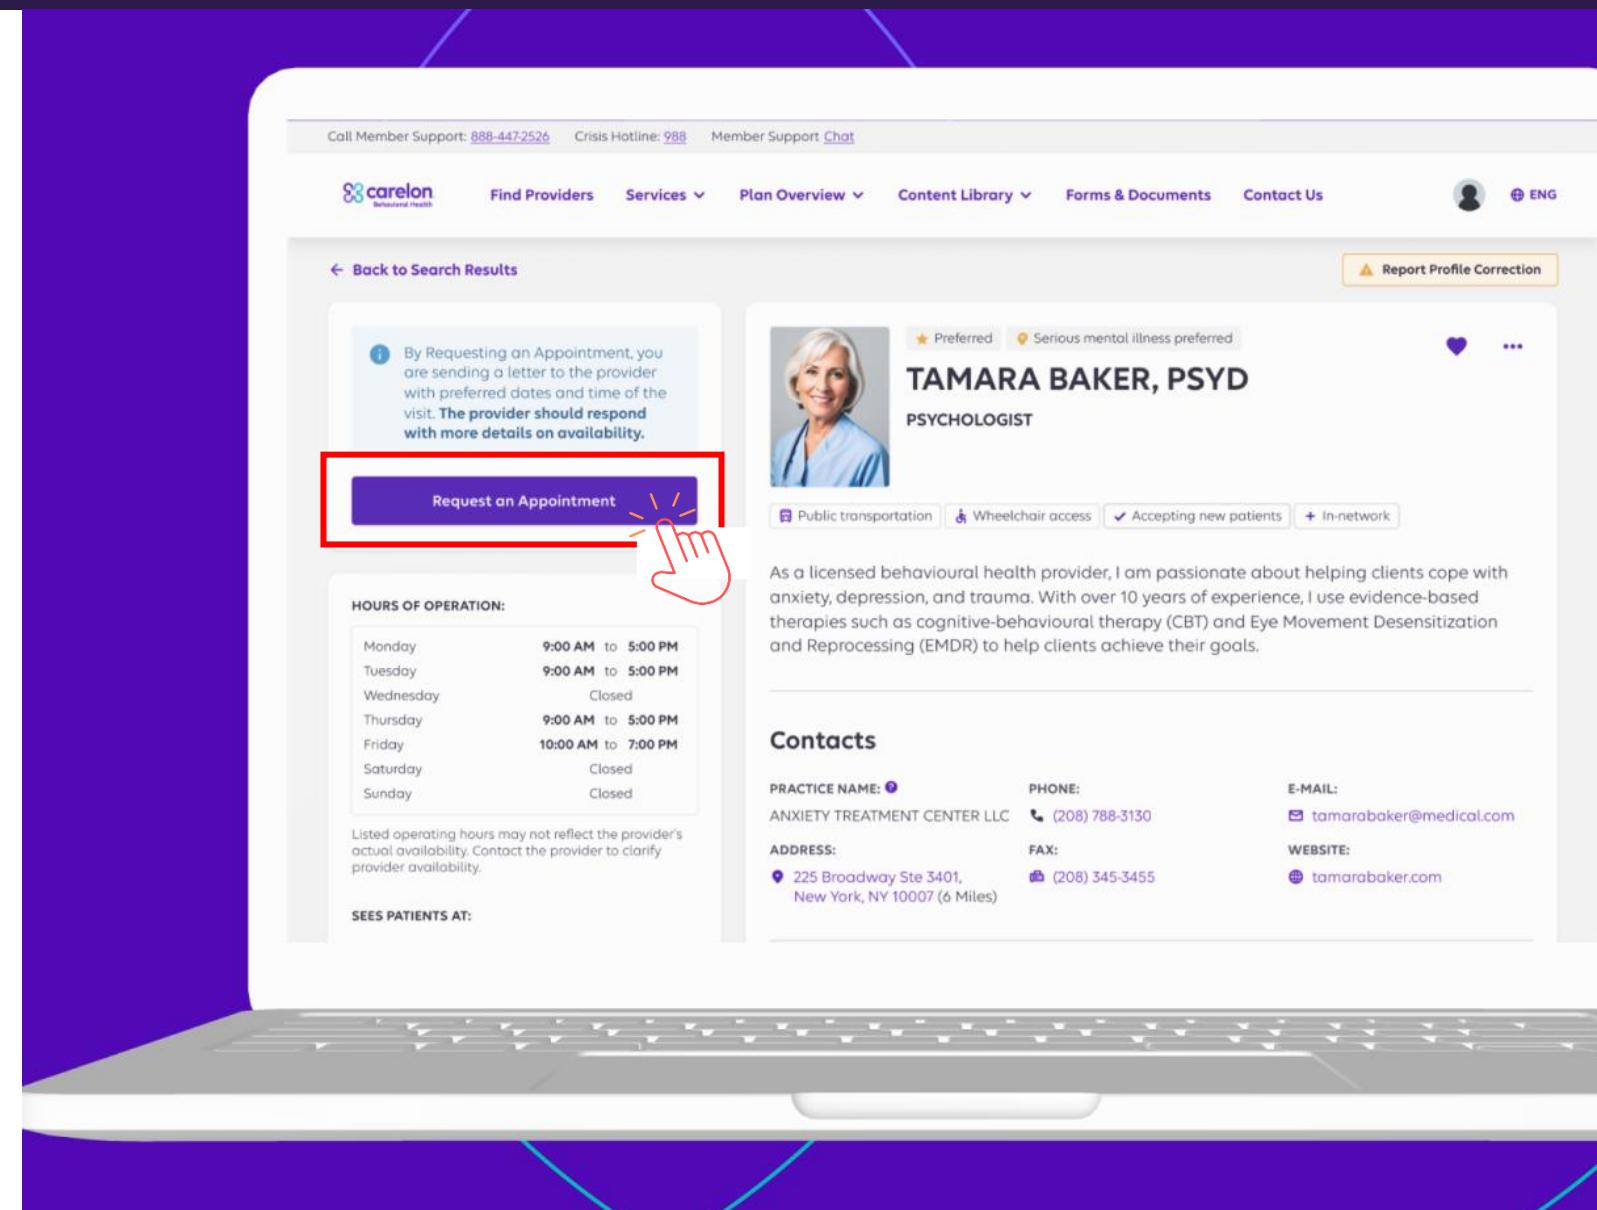 Call Member Support: 888-447-2526 Crisis Hotline: 988 Member Support Chat
carelon
Behavioral Health
Find Providers Services Plan Overview Content Library Forms & Documents Contact Us ENG
Back to Search Results
Report Profile Correction
By Requesting an Appointment, you
are sending a letter to the provider
with preferred dates and time of the
visit. The provider should respond
with more details on availability.
Request an Appointment
HOURS OF OPERATION:
Monday 9:00 AM to 5:00 PM
Tuesday 9:00 AM to 5:00 PM
Wednesday Closed
Thursday 9:00 AM to 5:00 PM
Friday 10:00 AM to 7:00 PM
Saturday Closed
Sunday Closed
Listed operating hours may not reflect the provider's
actual availability. Contact the provider to clarify
provider availability.
SEES PATIENTS AT:
Preferred Serious mental illness preferred
TAMARA BAKER, PSYD
PSYCHOLOGIST
Public transportation Wheelchair access Accepting new patients In-network
As a licensed behavioural health provider, I am passionate about helping clients cope with
anxiety, depression, and trauma. With over 10 years of experience, I use evidence-based
therapies such as cognitive-behavioural therapy (CBT) and Eye Movement Desensitization
and Reprocessing (EMDR) to help clients achieve their goals.
Contacts
PRACTICE NAME: PHONE: E-MAIL:
ANXIETY TREATMENT CENTER LLC (208) 788-3130 tamarabaker@medical.com
ADDRESS: FAX: WEBSITE:
225 Broadway Ste 3401, (208) 345-3455 tamarabaker.com
New York, NY 10007 (6 Miles)